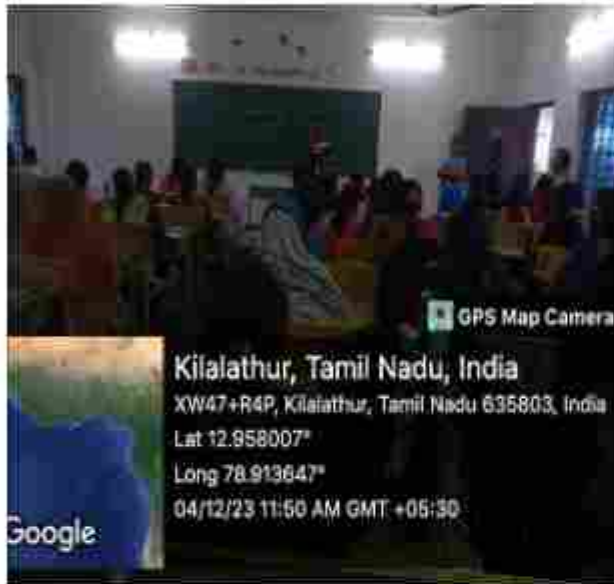 GPS Map Camera
Kilalathur, Tamil Nadu, India
XW47+R4P, Kilalathur, Tamil Nadu 635803, India
Lat 12.958007°
Long 78.913647°
04/12/23 11:50 AM GMT +05:30
Google